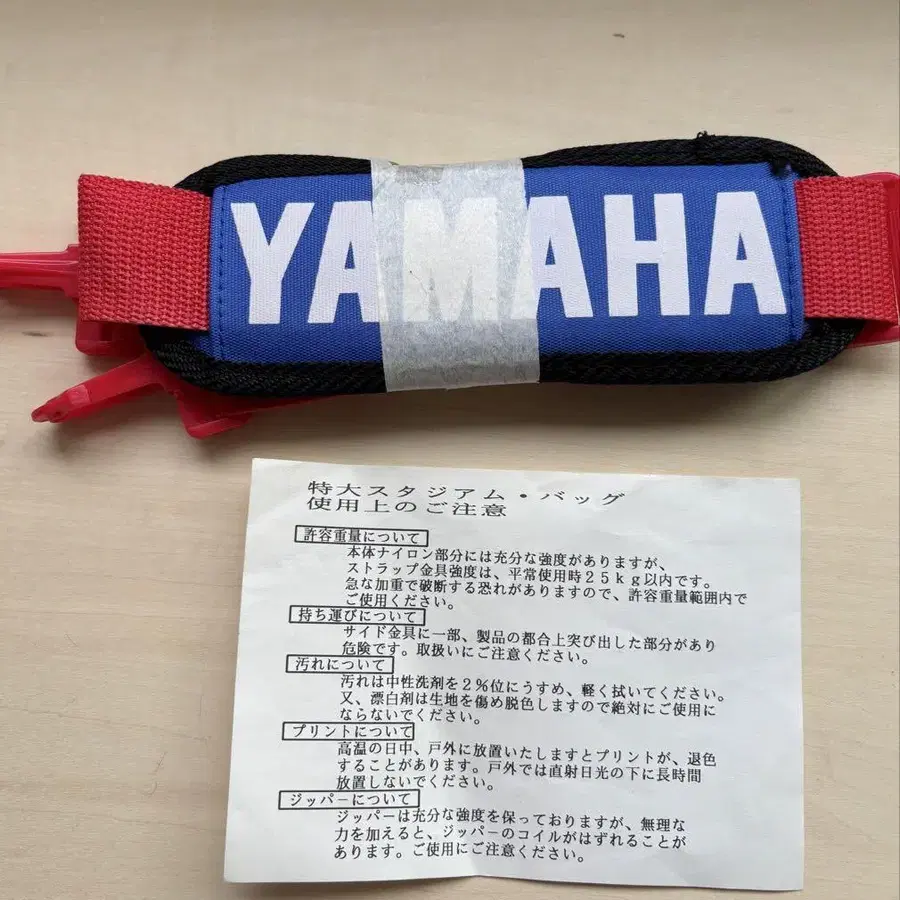 YAMAHA
特大スタジアム・バッグ
使用上のご注意
許容重量について
本体ナイロン部分には充分な強度がありますが、
ストラップ金具強度は、平常使用時25kg以内です。
急な加重で破断する恐れがありますので、許容重量範囲内で
ご使用ください。
持ち運びについて
サイド金具に一部、製品の都合上突び出した部分があり
危険です。取扱いにご注意ください。
汚れについて
汚れは中性洗剤を2%位にうすめ、軽く拭いてください。
又、漂白剤は生地を傷め脱色しますので絶対にご使用に
ならないでください。
プリントについて
高温の日中、戸外に放置いたしますとプリントが、退色
することがあります。戸外では直射日光の下に長時間
放置しないでください。
ジッパーについて
ジッパーは充分な強度を保っておりますが、無理な
力を加えると、ジッパーのコイルがはずれることが
あります。ご使用にご注意ください。